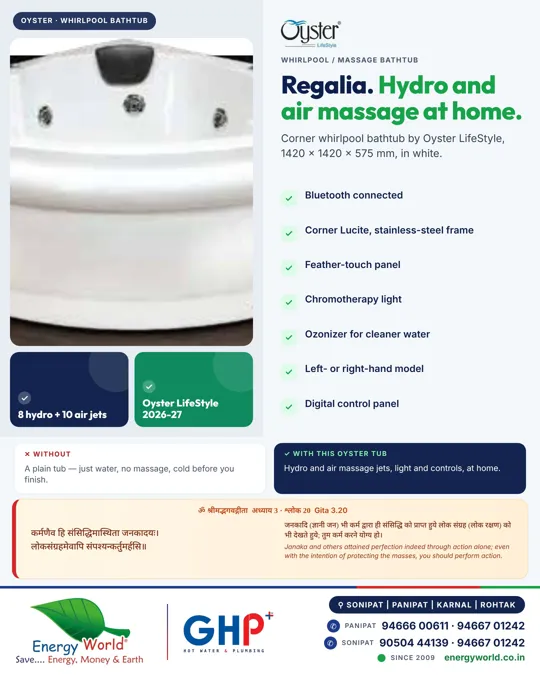 OYSTER · WHIRLPOOL BATHTUB
Oyster®
LifeStyle
WHIRLPOOL / MASSAGE BATHTUB
Regalia. Hydro and
air massage at home.
Corner whirlpool bathtub by Oyster LifeStyle,
1420 × 1420 × 575 mm, in white.
Bluetooth connected
Corner Lucite, stainless-steel frame
Feather-touch panel
Chromotherapy light
Ozonizer for cleaner water
Left- or right-hand model
Digital control panel
8 hydro + 10 air jets
Oyster LifeStyle
2026-27
✕ WITHOUT
A plain tub — just water, no massage, cold before you
finish.
✓ WITH THIS OYSTER TUB
Hydro and air massage jets, light and controls, at home.
ॐ श्रीमद्भगवद्गीता अध्याय 3 · श्लोक 20 Gita 3.20
कर्मणैव हि संसिद्धिमास्थिता जनकादयः।
लोकसंग्रहमेवापि संपश्यन्कर्तुमर्हसि॥
जनकादि (ज्ञानी जन) भी कर्म द्वारा ही संसिद्धि को प्राप्त हुये लोक संग्रह (लोक रक्षण) को
भी देखते हुये; तुम कर्म करने योग्य हो।
Janaka and others attained perfection indeed through action alone; even
with the intention of protecting the masses, you should perform action.
Energy World®
Save.... Energy, Money & Earth
GHP+
HOT WATER & PLUMBING
SONIPAT | PANIPAT | KARNAL | ROHTAK
PANIPAT 94666 00611 · 94667 01242
SONIPAT 90504 44139 · 94667 01242
SINCE 2009 energyworld.co.in